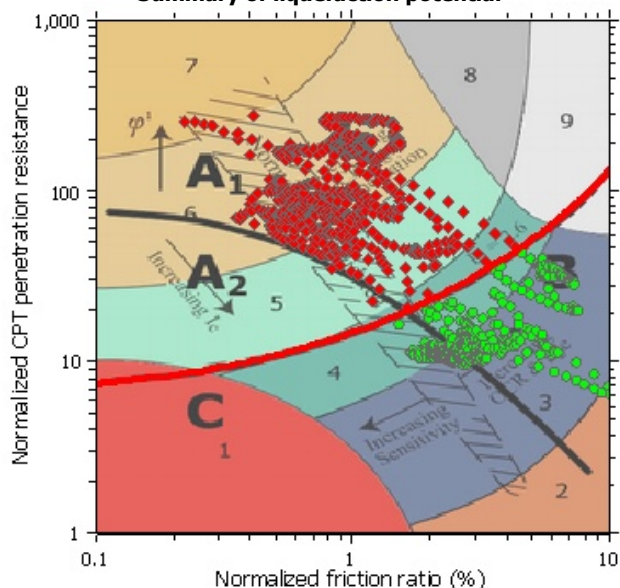 Summary of liquefaction potential
1,000
7
8
9
φ'
A1
100
6
A2
Increasing Ic
5
B
10
4
C
1
Increasing
Sensitivity
3
2
1
0.1
1
10
Normalized CPT penetration resistance
Normalized friction ratio (%)